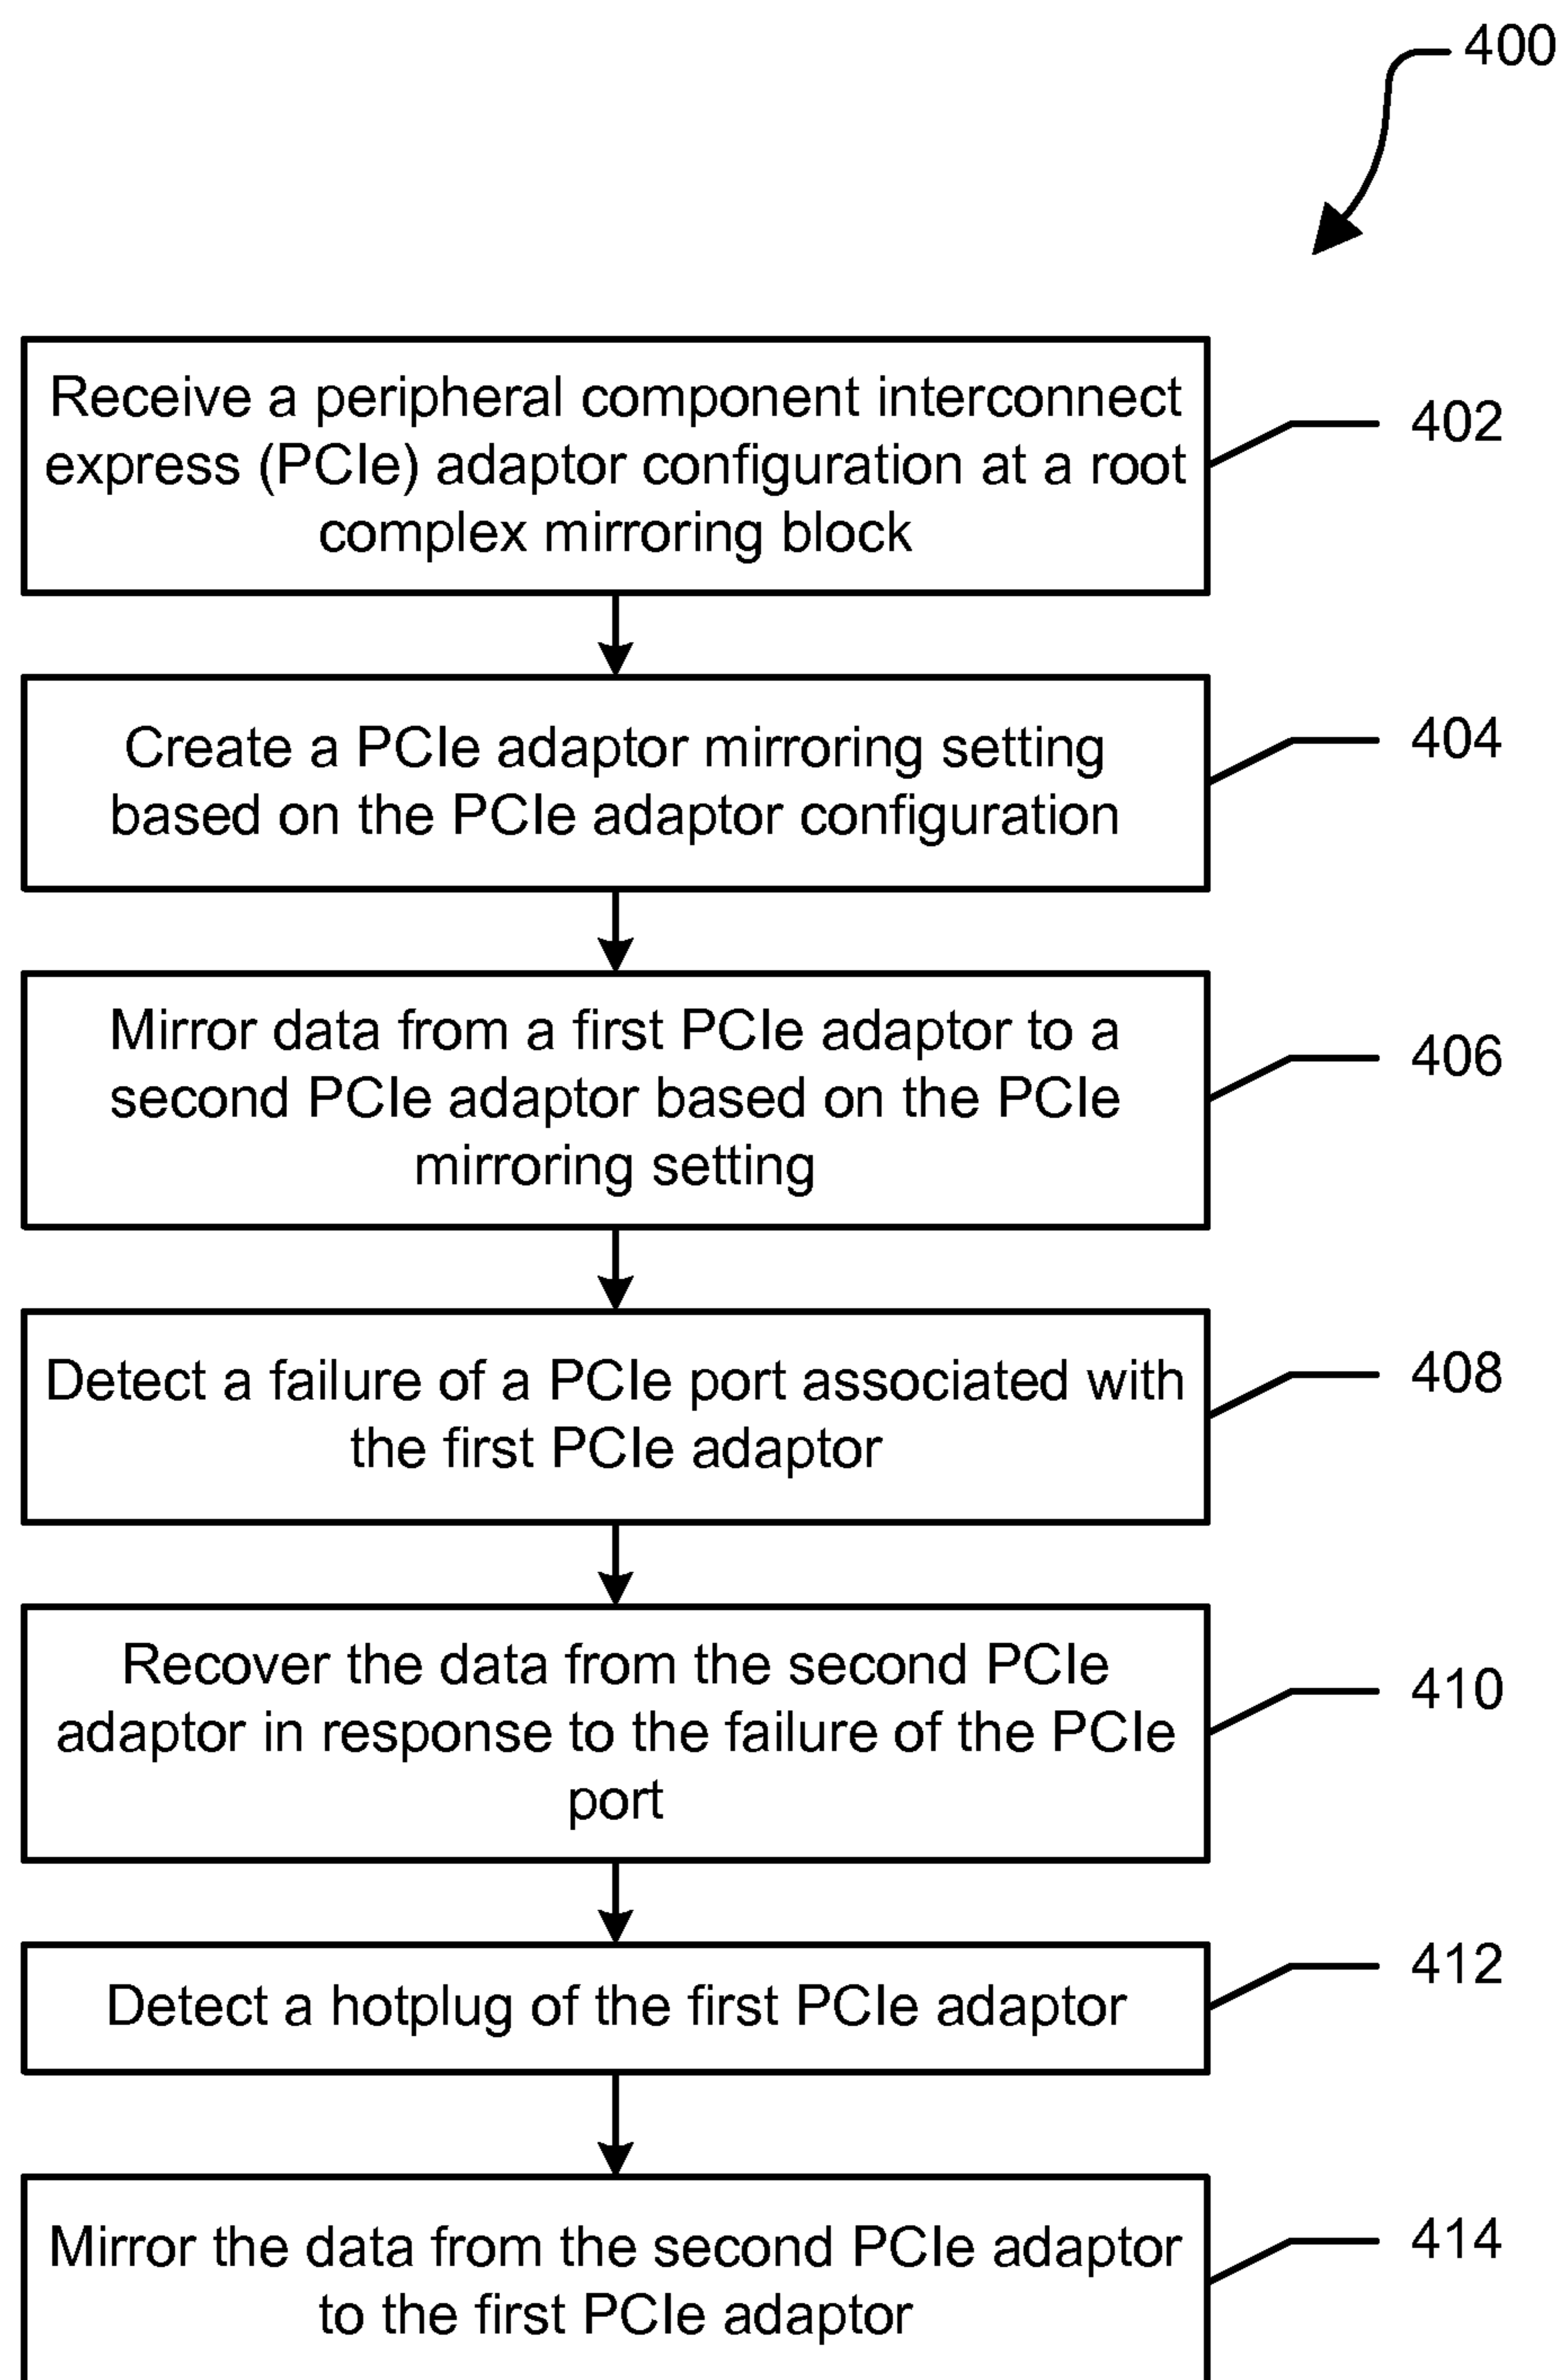 400
Receive a peripheral component interconnect
express (PCIe) adaptor configuration at a root
complex mirroring block
402
Create a PCIe adaptor mirroring setting
based on the PCIe adaptor configuration
404
Mirror data from a first PCIe adaptor to a
second PCIe adaptor based on the PCIe
mirroring setting
406
Detect a failure of a PCIe port associated with
the first PCIe adaptor
408
Recover the data from the second PCIe
adaptor in response to the failure of the PCIe
port
410
Detect a hotplug of the first PCIe adaptor
412
Mirror the data from the second PCIe adaptor
to the first PCIe adaptor
414